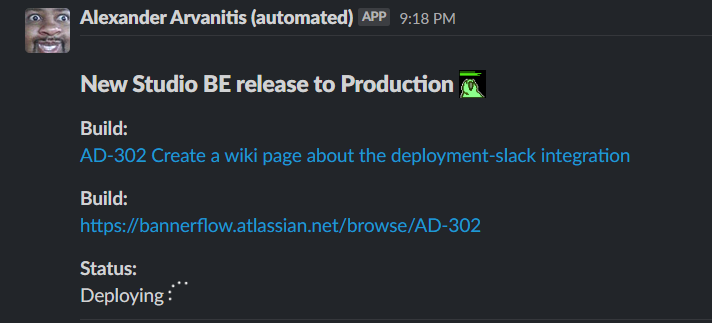 Alexander Arvanitis (automated) APP 9:18 PM
New Studio BE release to Production
Build:
AD-302 Create a wiki page about the deployment-slack integration
Build:
https://bannerflow.atlassian.net/browse/AD-302
Status:
Deploying